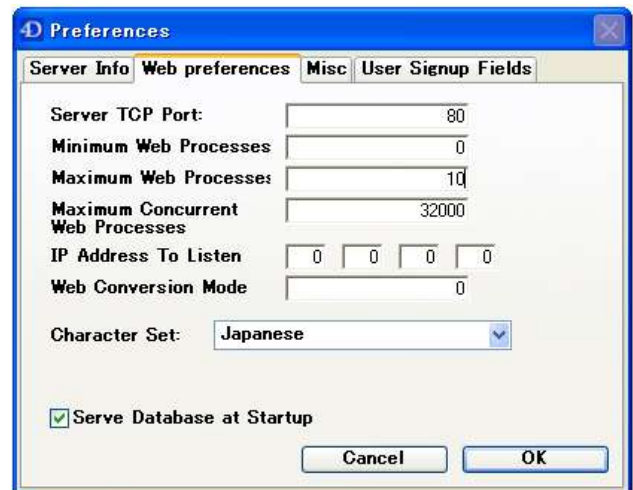 4D Preferences
Server Info Web preferences Misc User Signup Fields
Server TCP Port: 80
Minimum Web Processes 0
Maximum Web Processes 10
Maximum Concurrent 32000
Web Processes
IP Address To Listen 0 0 0 0
Web Conversion Mode 0
Character Set: Japanese
Serve Database at Startup
Cancel OK